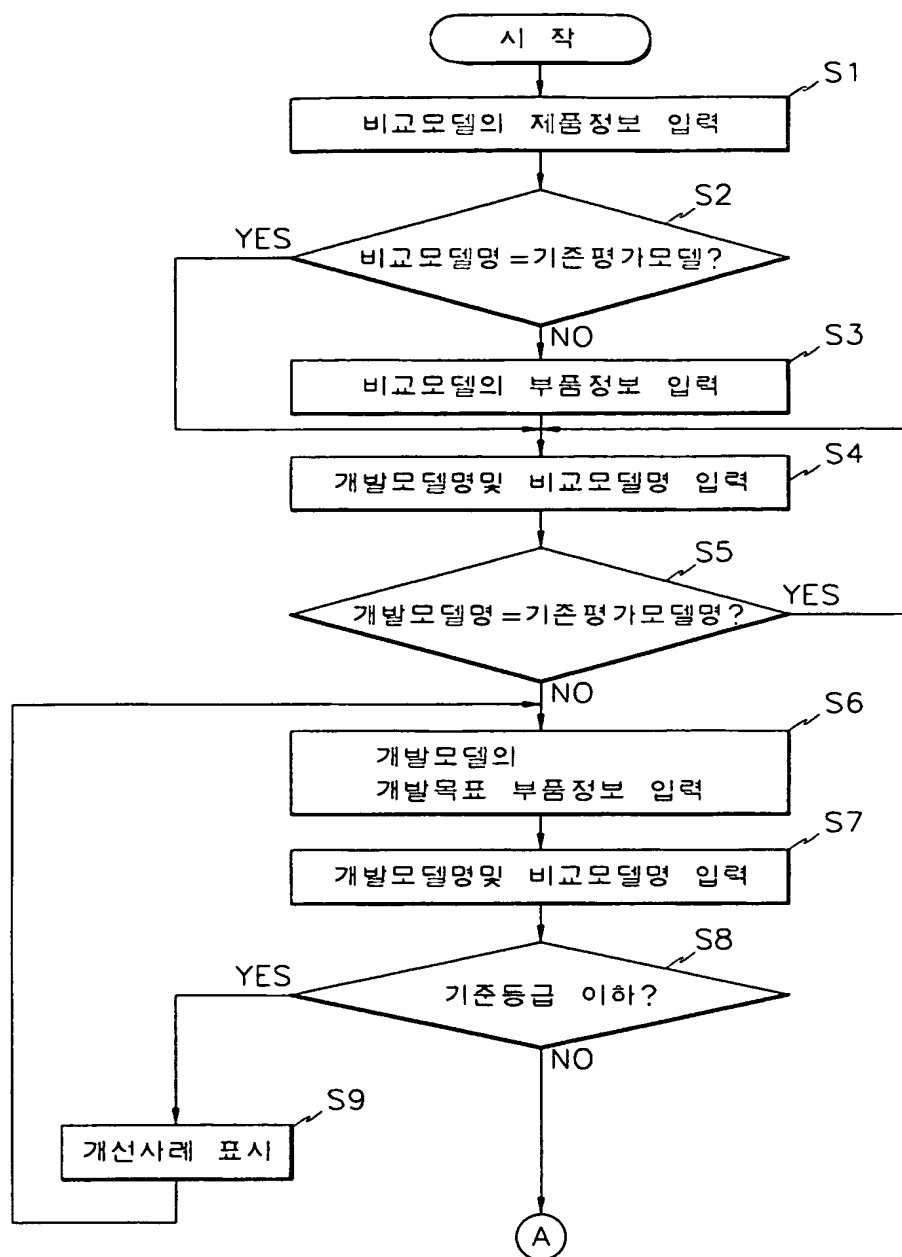 시 작
S1
비교모델의 제품정보 입력
S2
YES
비교모델명=기존평가모델?
NO
S3
비교모델의 부품정보 입력
S4
개발모델명및 비교모델명 입력
S5
YES
개발모델명=기존평가모델명?
NO
S6
개발모델의
개발목표 부품정보 입력
S7
개발모델명및 비교모델명 입력
S8
YES
기준등급 이하?
NO
S9
개선사례 표시
A